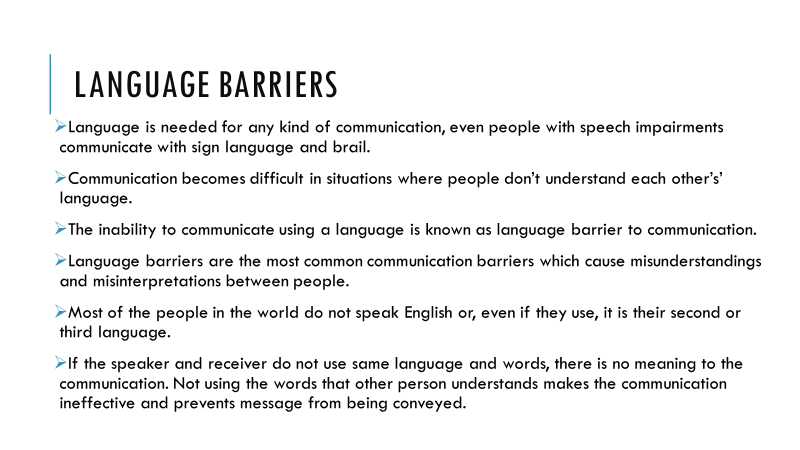 LANGUAGE BARRIERS
➢Language is needed for any kind of communication, even people with speech impairments
communicate with sign language and brail.
➢Communication becomes difficult in situations where people don’t understand each other’s’
language.
➢The inability to communicate using a language is known as language barrier to communication.
➢Language barriers are the most common communication barriers which cause misunderstandings
and misinterpretations between people.
➢Most of the people in the world do not speak English or, even if they use, it is their second or
third language.
➢If the speaker and receiver do not use same language and words, there is no meaning to the
communication. Not using the words that other person understands makes the communication
ineffective and prevents message from being conveyed.